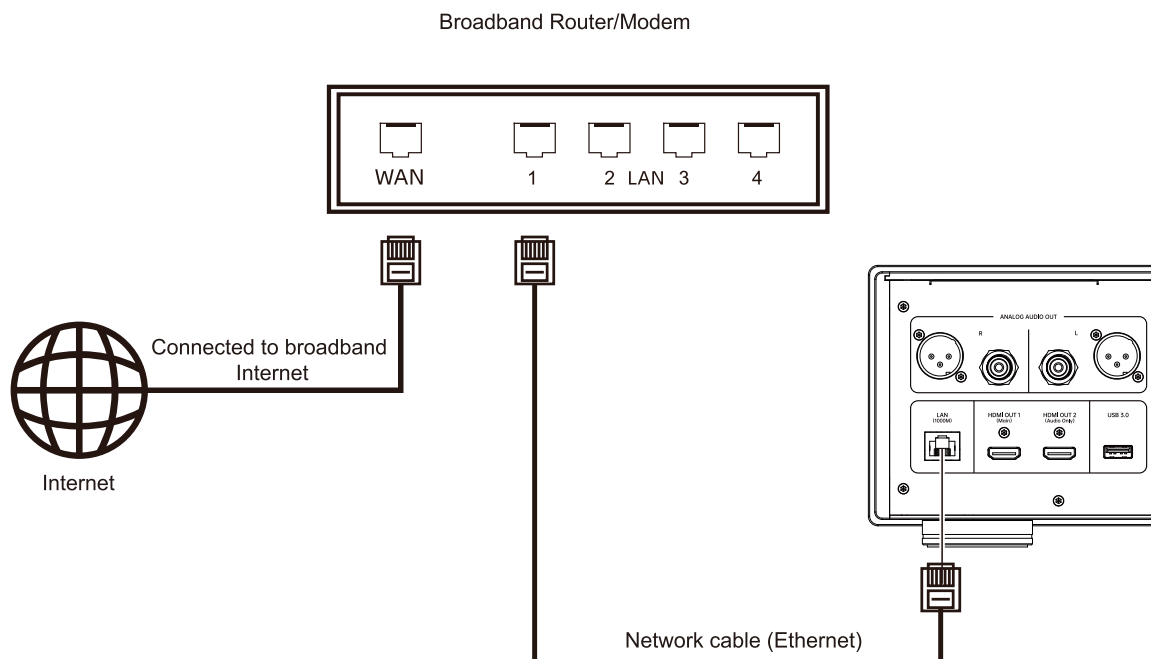 Broadband Router/Modem
WAN 1 2 LAN 3 4
Connected to broadband
Internet
Internet
ANALOG AUDIO OUT
R L
LAN
(1000M)
HDMI OUT 1
(Main)
HDMI OUT 2
(Audio Only)
USB 3.0
Network cable (Ethernet)